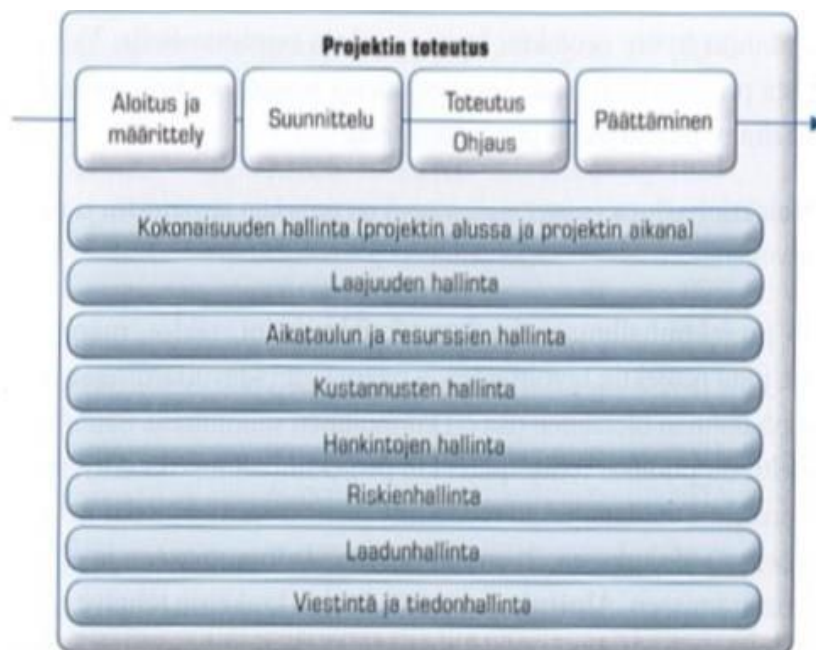 Projektin toteutus
Aloitus ja
määrittely
Suunnittelu
Toteutus
Ohjaus
Päättäminen
Kokonaisuuden hallinta (projektin alussa ja projektin aikana)
Laajuuden hallinta
Aikataulun ja resurssien hallinta
Kustannusten hallinta
Hankintojen hallinta
Riskienhallinta
Laadunhallinta
Viestintä ja tiedonhallinta